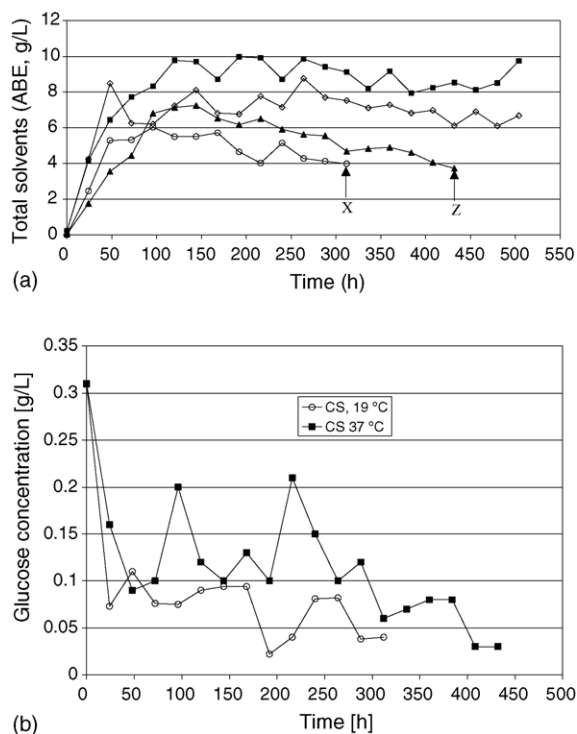 12
10
8
6
4
2
0
Total solvents (ABE, g/L)
X
Z
0 50 100 150 200 250 300 350 400 450 500 550
Time (h)
(a)
0.35
0.3
0.25
0.2
0.15
0.1
0.05
0
Glucose concentration [g/L]
CS, 19 ºC
CS 37 ºC
0 50 100 150 200 250 300 350 400 450 500
Time [h]
(b)